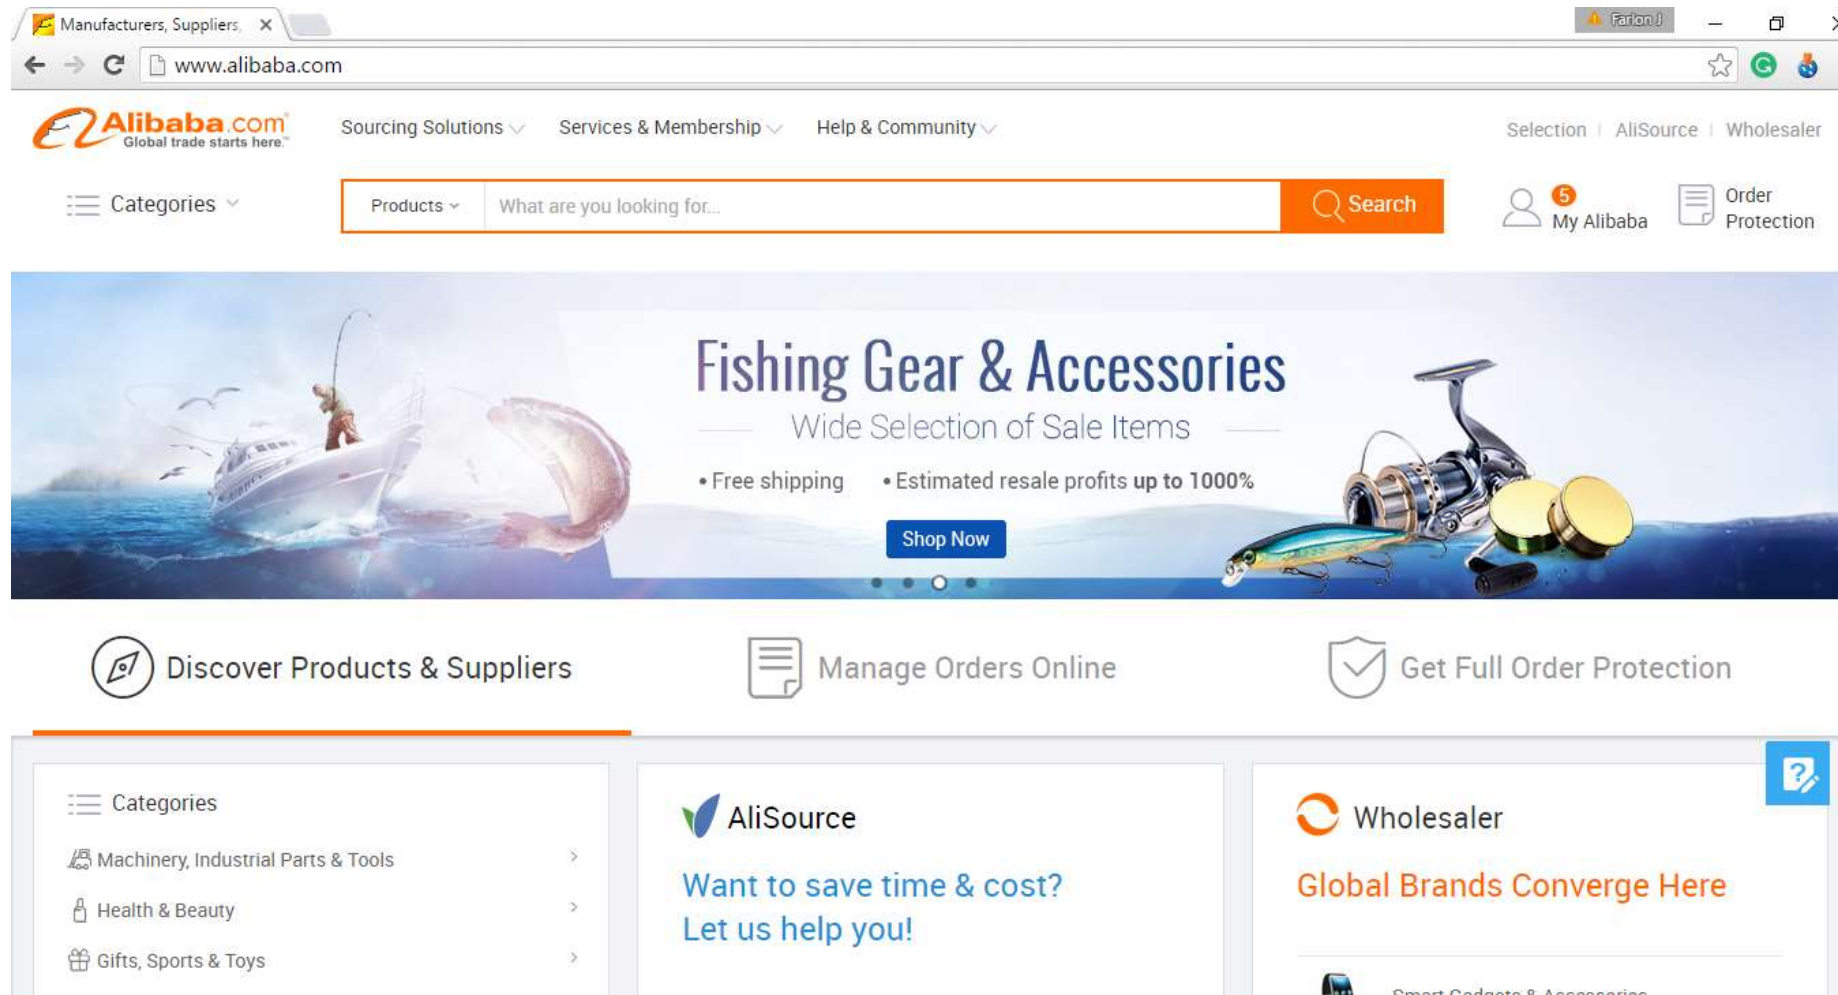 Manufacturers, Suppliers,
Farlon J
www.alibaba.com
Alibaba.com
Global trade starts here.™
Sourcing Solutions
Services & Membership
Help & Community
Selection | AliSource | Wholesaler
Categories
Products
What are you looking for...
Search
5
My Alibaba
Order
Protection
Fishing Gear & Accessories
Wide Selection of Sale Items
• Free shipping • Estimated resale profits up to 1000%
Shop Now
Discover Products & Suppliers
Manage Orders Online
Get Full Order Protection
Categories
Machinery, Industrial Parts & Tools
Health & Beauty
Gifts, Sports & Toys
AliSource
Want to save time & cost?
Let us help you!
Wholesaler
Global Brands Converge Here
Smart Gadgets & Accessories